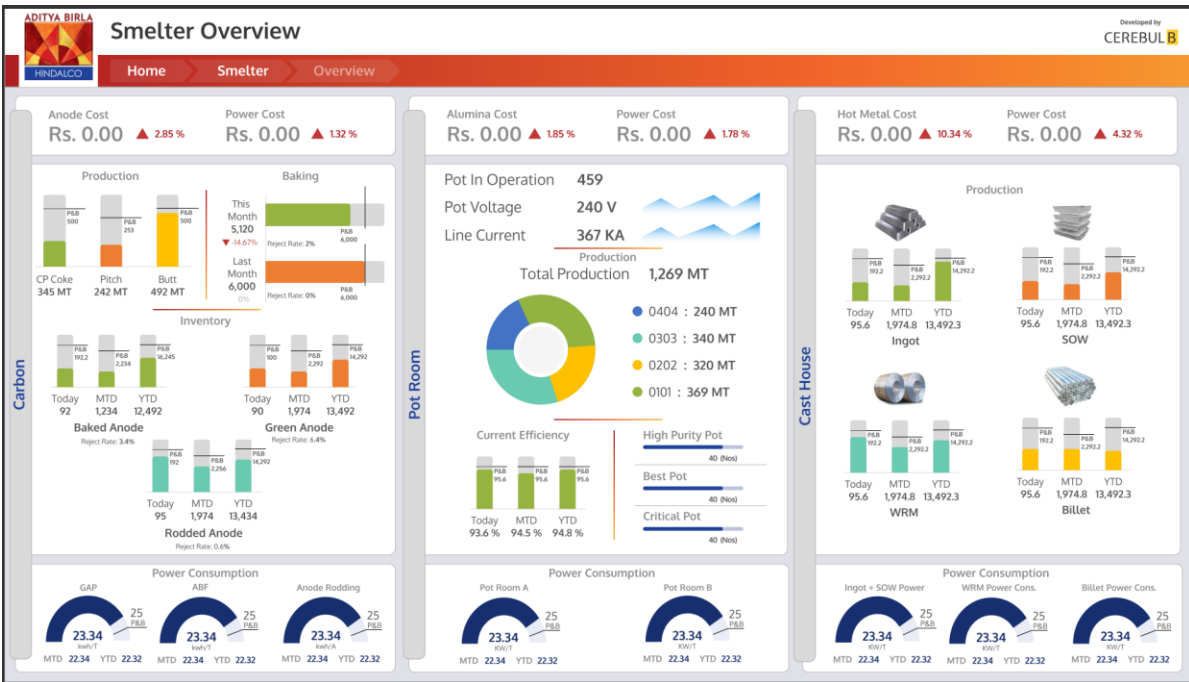 ADITYA BIRLA
HINDALCO
Smelter Overview
Developed by
CEREBULB
Home Smelter Overview
Carbon
Anode Cost
Rs. 0.00 2.85 %
Power Cost
Rs. 0.00 1.32 %
Production
P&B
500
CP Coke
345 MT
P&B
253
Pitch
242 MT
P&B
500
Butt
492 MT
Baking
This
Month
5,120
-14.67%
Reject Rate: 2%
P&B
6,000
Last
Month
6,000
0%
Reject Rate: 0%
P&B
6,000
Inventory
P&B
192.2
P&B
2,234
P&B
16,245
Today MTD YTD
92 1,234 12,492
Baked Anode
Reject Rate: 3.4%
P&B
100
P&B
2,292
P&B
14,292
Today MTD YTD
90 1,974 13,492
Green Anode
Reject Rate: 6.4%
P&B
192
P&B
2,256
P&B
14,292
Today MTD YTD
95 1,974 13,434
Rodded Anode
Reject Rate: 0.6%
Power Consumption
GAP
25
P&B
23.34
kwh/T
MTD 22.34 YTD 22.32
ABF
25
P&B
23.34
kwh/T
MTD 22.34 YTD 22.32
Anode Rodding
25
P&B
23.34
kwh/A
MTD 22.34 YTD 22.32
Pot Room
Alumina Cost
Rs. 0.00 1.85 %
Power Cost
Rs. 0.00 1.78 %
Pot In Operation 459
Pot Voltage 240 V
Line Current 367 KA
Production
Total Production 1,269 MT
0404 : 240 MT
0303 : 340 MT
0202 : 320 MT
0101 : 369 MT
Current Efficiency
P&B
95.6
P&B
95.6
P&B
95.6
Today MTD YTD
93.6 % 94.5 % 94.8 %
High Purity Pot
40 (Nos)
Best Pot
40 (Nos)
Critical Pot
40 (Nos)
Power Consumption
Pot Room A
25
P&B
23.34
KW/T
MTD 22.34 YTD 22.32
Pot Room B
25
P&B
23.34
KW/T
MTD 22.34 YTD 22.32
Cast House
Hot Metal Cost
Rs. 0.00 10.34 %
Power Cost
Rs. 0.00 4.32 %
Production
P&B
192.2
P&B
2,292.2
P&B
14,292.2
Today MTD YTD
95.6 1,974.8 13,492.3
Ingot
P&B
192.2
P&B
2,292.2
P&B
14,292.2
Today MTD YTD
95.6 1,974.8 13,492.3
SOW
P&B
192.2
P&B
2,292.2
P&B
14,292.2
Today MTD YTD
95.6 1,974.8 13,492.3
WRM
P&B
192.2
P&B
2,292.2
P&B
14,292.2
Today MTD YTD
95.6 1,974.8 13,492.3
Billet
Power Consumption
Ingot + SOW Power
25
P&B
23.34
KW/T
MTD 22.34 YTD 22.32
WRM Power Cons.
25
P&B
23.34
KW/T
MTD 22.34 YTD 22.32
Billet Power Cons.
25
P&B
23.34
KW/T
MTD 22.34 YTD 22.32